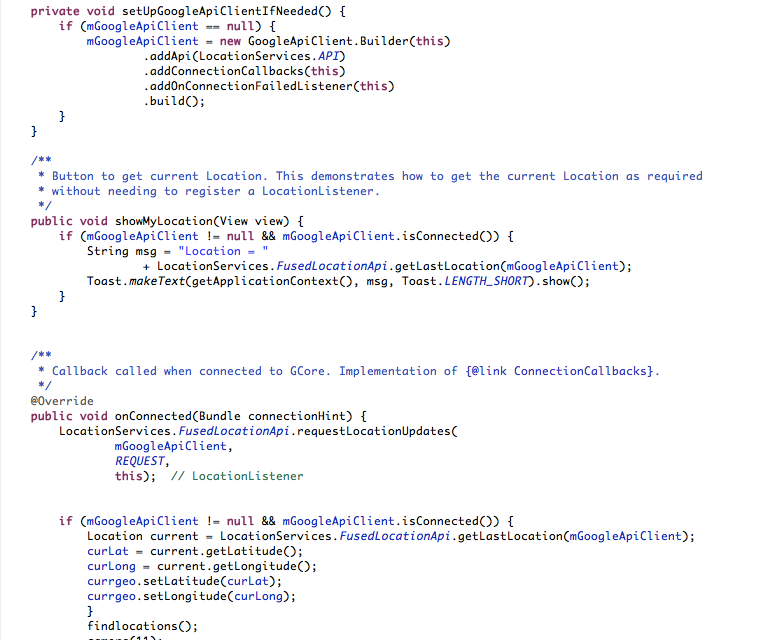 private void setUpGoogleApiClientIfNeeded() {
if (mGoogleApiClient == null) {
mGoogleApiClient = new GoogleApiClient.Builder(this)
.addApi(LocationServices.API)
.addConnectionCallbacks(this)
.addOnConnectionFailedListener(this)
.build();
}
}
/**
* Button to get current Location. This demonstrates how to get the current Location as required
* without needing to register a LocationListener.
*/
public void showMyLocation(View view) {
if (mGoogleApiClient != null && mGoogleApiClient.isConnected()) {
String msg = "Location = "
+ LocationServices.FusedLocationApi.getLastLocation(mGoogleApiClient);
Toast.makeText(getApplicationContext(), msg, Toast.LENGTH_SHORT).show();
}
}
/**
* Callback called when connected to GCore. Implementation of {@link ConnectionCallbacks}.
*/
@Override
public void onConnected(Bundle connectionHint) {
LocationServices.FusedLocationApi.requestLocationUpdates(
mGoogleApiClient,
REQUEST,
this);  // LocationListener
if (mGoogleApiClient != null && mGoogleApiClient.isConnected()) {
Location current = LocationServices.FusedLocationApi.getLastLocation(mGoogleApiClient);
curLat = current.getLatitude();
curLong = current.getLongitude();
currgeo.setLatitude(curLat);
currgeo.setLongitude(curLong);
}
findlocations();